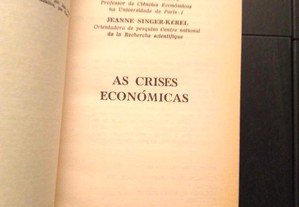 Professor de Ciências Económicas
na Universidade de Paris-I
JEANNE SINGER-KEREL
Orientadora de pesquisa Centre national
de la Recherche scientifique
AS CRISES
ECONÓMICAS